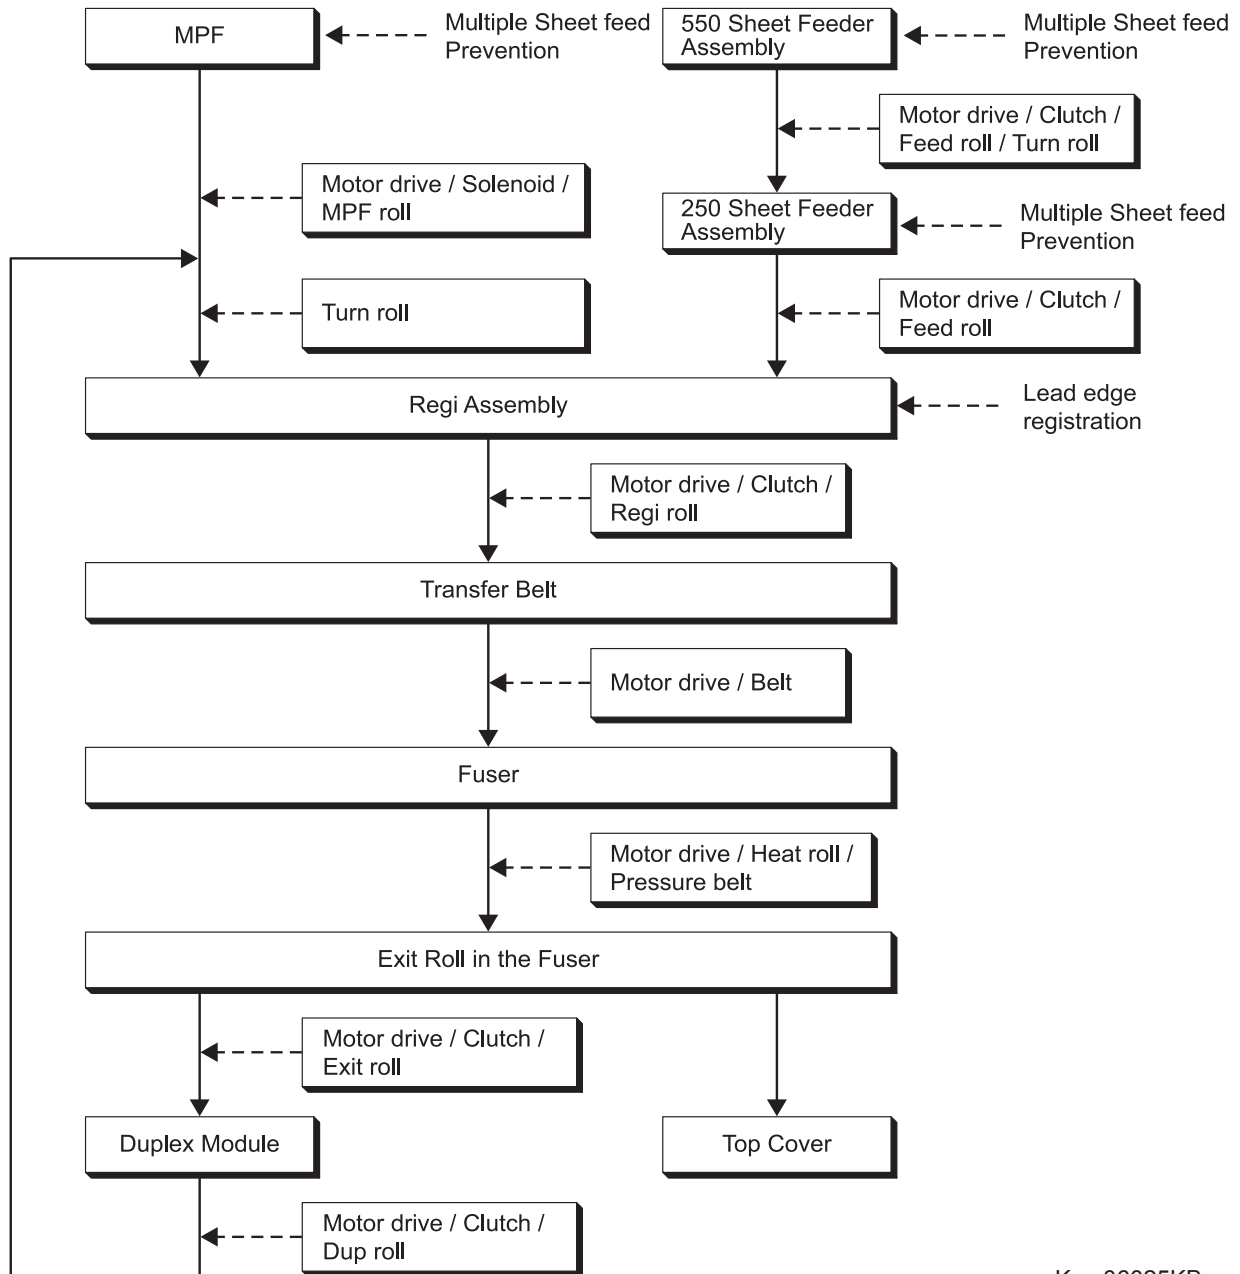 MPF
Multiple Sheet feed
Prevention
550 Sheet Feeder
Assembly
Multiple Sheet feed
Prevention
Motor drive / Clutch /
Feed roll / Turn roll
Motor drive / Solenoid /
MPF roll
250 Sheet Feeder
Assembly
Multiple Sheet feed
Prevention
Turn roll
Motor drive / Clutch /
Feed roll
Regi Assembly
Lead edge
registration
Motor drive / Clutch /
Regi roll
Transfer Belt
Motor drive / Belt
Fuser
Motor drive / Heat roll /
Pressure belt
Exit Roll in the Fuser
Motor drive / Clutch /
Exit roll
Duplex Module
Top Cover
Motor drive / Clutch /
Dup roll